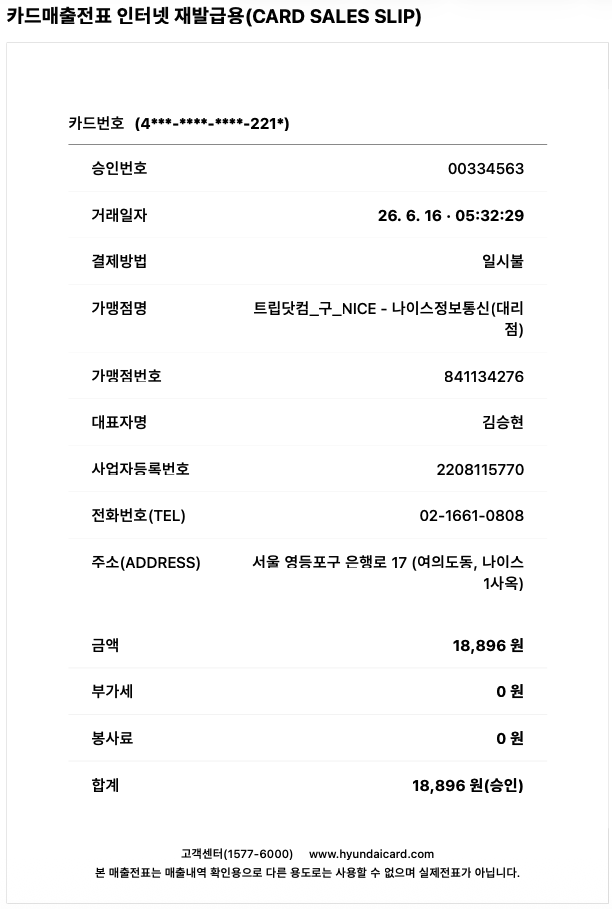 카드매출전표 인터넷 재발급용(CARD SALES SLIP)
카드번호 (4***-****-****-221*)
승인번호 00334563
거래일자 26. 6. 16 · 05:32:29
결제방법 일시불
가맹점명 트립닷컴_구_NICE - 나이스정보통신(대리
점)
가맹점번호 841134276
대표자명 김승현
사업자등록번호 2208115770
전화번호(TEL) 02-1661-0808
주소(ADDRESS) 서울 영등포구 은행로 17 (여의도동, 나이스
1사옥)
금액 18,896 원
부가세 0 원
봉사료 0 원
합계 18,896 원(승인)
고객센터(1577-6000) www.hyundaicard.com
본 매출전표는 매출내역 확인용으로 다른 용도로는 사용할 수 없으며 실제전표가 아닙니다.